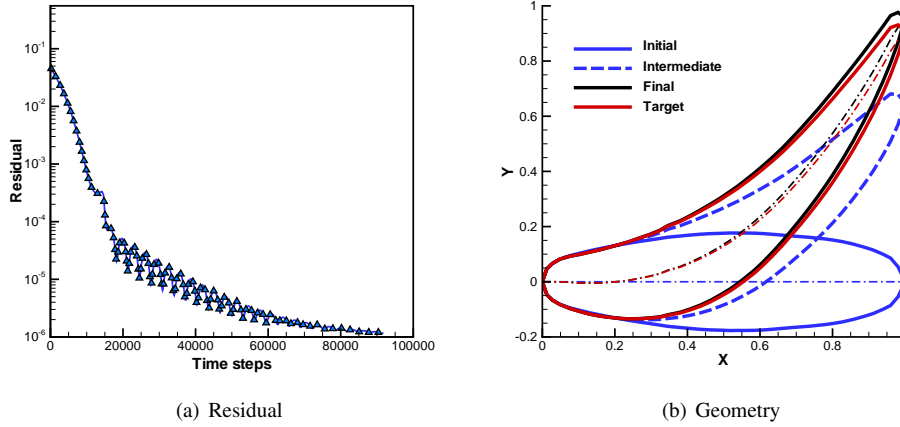 10⁻¹
10⁻²
10⁻³
10⁻⁴
10⁻⁵
10⁻⁶
Residual
0 20000 40000 60000 80000 100000
Time steps
(a) Residual
1
0.8
0.6
0.4
0.2
0
-0.2
Y
Initial
Intermediate
Final
Target
0 0.2 0.4 0.6 0.8
X
(b) Geometry